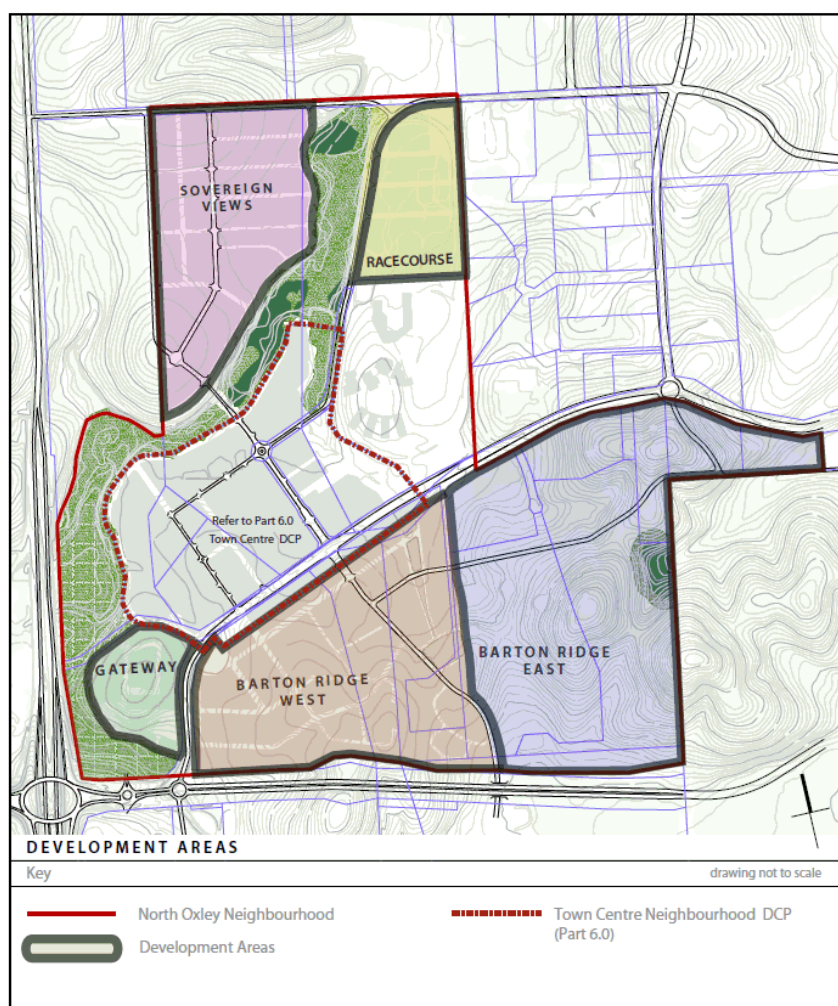 SOVEREIGN
VIEWS
RACECOURSE
Refer to Part 6.0
Town Centre DCP
GATEWAY
BARTON RIDGE
WEST
BARTON RIDGE
EAST
DEVELOPMENT AREAS
Key
drawing not to scale
North Oxley Neighbourhood
Development Areas
Town Centre Neighbourhood DCP
(Part 6.0)